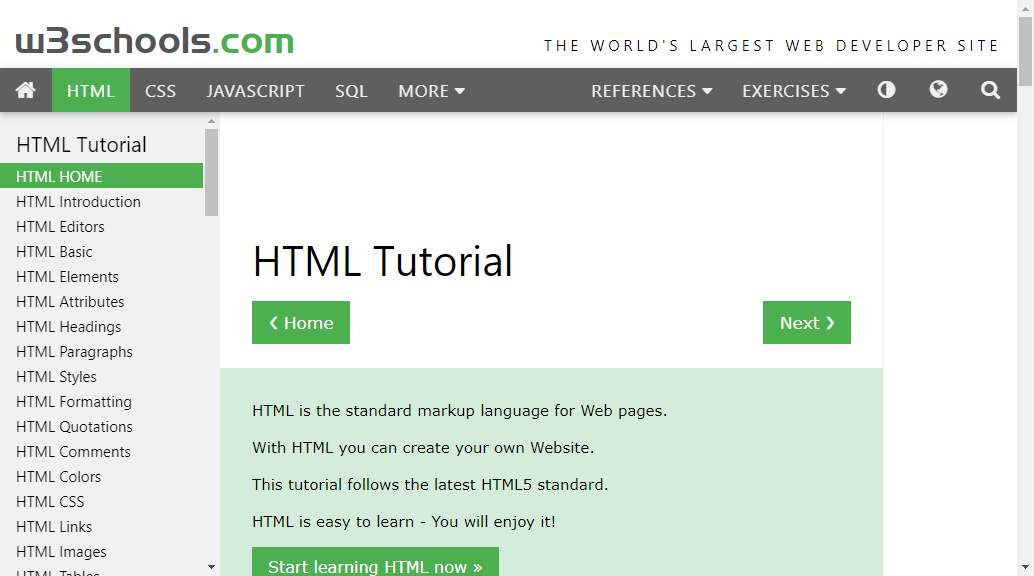 w3schools.com
THE WORLD'S LARGEST WEB DEVELOPER SITE
HTML CSS JAVASCRIPT SQL MORE REFERENCES EXERCISES
HTML Tutorial
HTML HOME
HTML Introduction
HTML Editors
HTML Basic
HTML Elements
HTML Attributes
HTML Headings
HTML Paragraphs
HTML Styles
HTML Formatting
HTML Quotations
HTML Comments
HTML Colors
HTML CSS
HTML Links
HTML Images
HTML Tables
HTML Tutorial
❮ Home
Next ❯
HTML is the standard markup language for Web pages.
With HTML you can create your own Website.
This tutorial follows the latest HTML5 standard.
HTML is easy to learn - You will enjoy it!
Start learning HTML now »